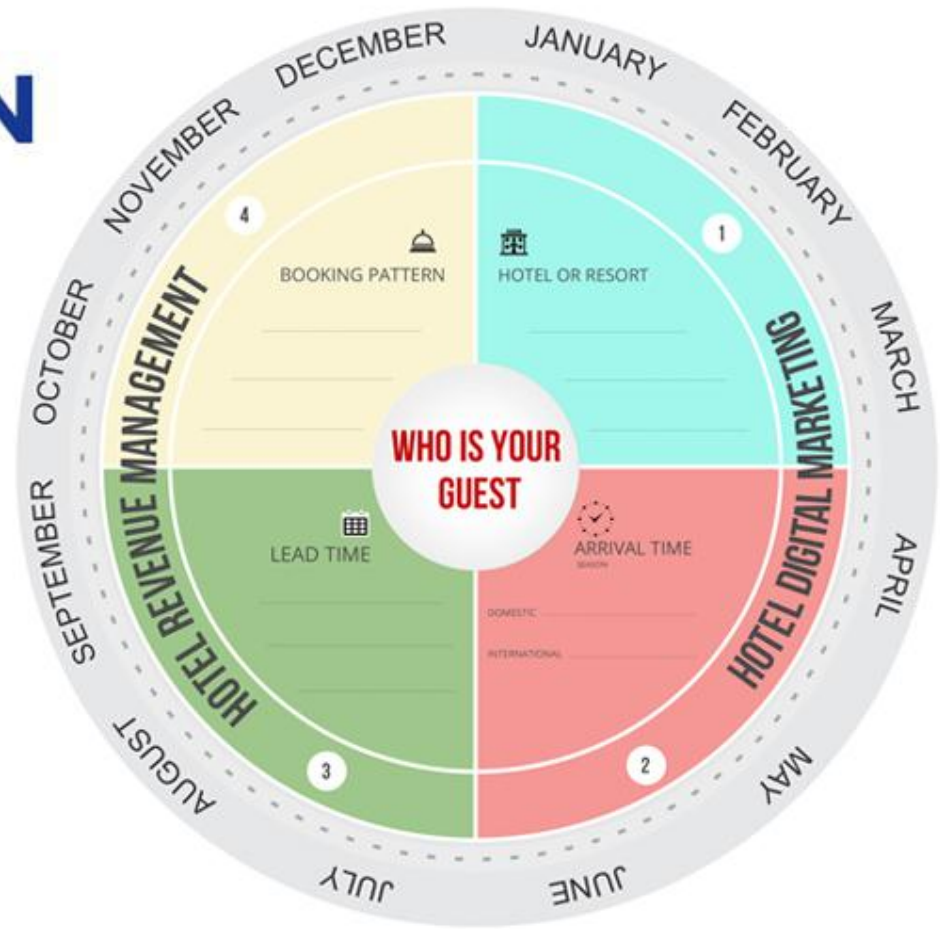 N
DECEMBER
JANUARY
FEBRUARY
MARCH
APRIL
MAY
JUNE
JULY
AUGUST
SEPTEMBER
OCTOBER
NOVEMBER
4
BOOKING PATTERN
1
HOTEL OR RESORT
WHO IS YOUR
GUEST
3
LEAD TIME
2
ARRIVAL TIME
SEASON
DOMESTIC
INTERNATIONAL
HOTEL REVENUE MANAGEMENT
HOTEL DIGITAL MARKETING